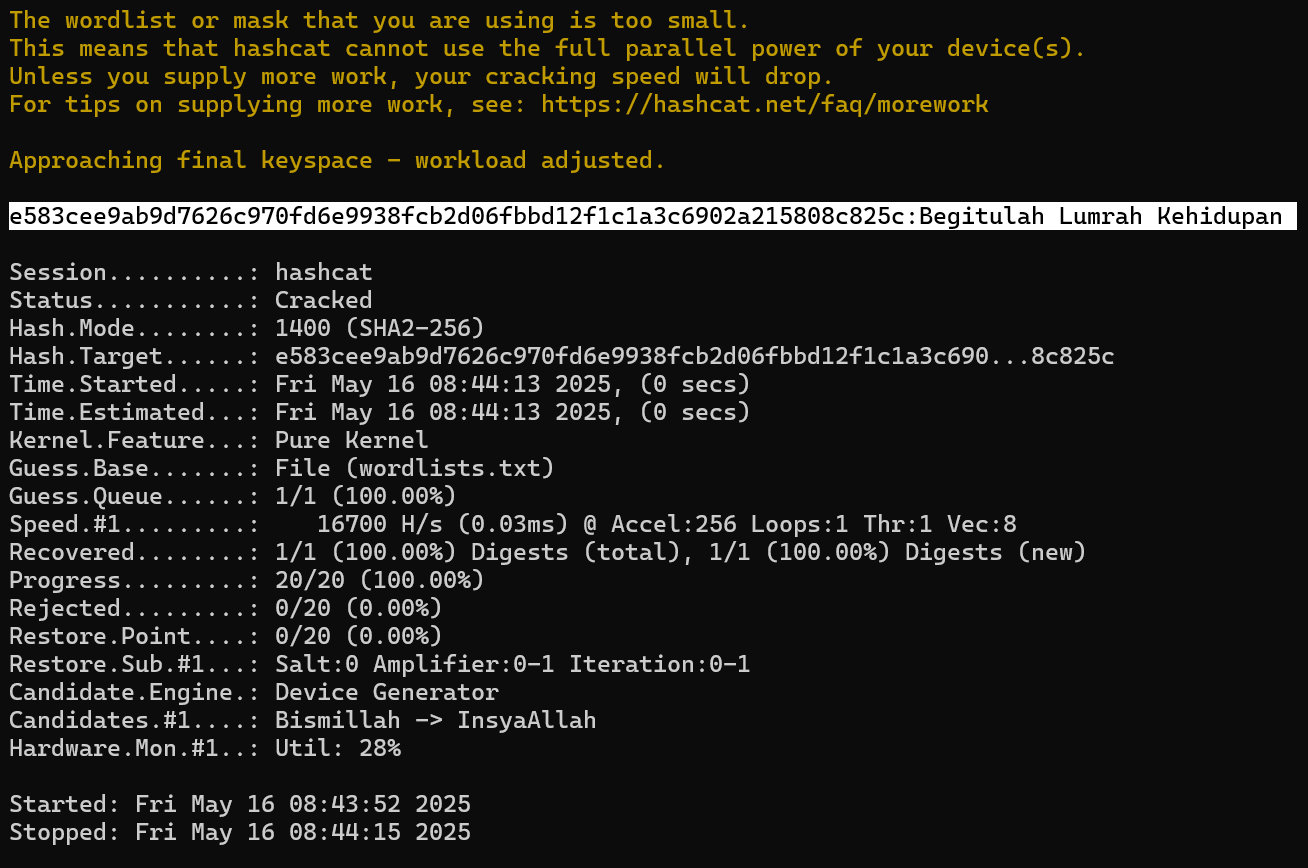 The wordlist or mask that you are using is too small.
This means that hashcat cannot use the full parallel power of your device(s).
Unless you supply more work, your cracking speed will drop.
For tips on supplying more work, see: https://hashcat.net/faq/morework
Approaching final keyspace - workload adjusted.
e583cee9ab9d7626c970fd6e9938fcb2d06fbbd12f1c1a3c6902a215808c825c:Begitulah Lumrah Kehidupan
Session..........: hashcat
Status...........: Cracked
Hash.Mode........: 1400 (SHA2-256)
Hash.Target......: e583cee9ab9d7626c970fd6e9938fcb2d06fbbd12f1c1a3c690...8c825c
Time.Started.....: Fri May 16 08:44:13 2025, (0 secs)
Time.Estimated...: Fri May 16 08:44:13 2025, (0 secs)
Kernel.Feature...: Pure Kernel
Guess.Base.......: File (wordlists.txt)
Guess.Queue......: 1/1 (100.00%)
Speed.#1.........:    16700 H/s (0.03ms) @ Accel:256 Loops:1 Thr:1 Vec:8
Recovered........: 1/1 (100.00%) Digests (total), 1/1 (100.00%) Digests (new)
Progress.........: 20/20 (100.00%)
Rejected.........: 0/20 (0.00%)
Restore.Point....: 0/20 (0.00%)
Restore.Sub.#1...: Salt:0 Amplifier:0-1 Iteration:0-1
Candidate.Engine.: Device Generator
Candidates.#1....: Bismillah -> InsyaAllah
Hardware.Mon.#1..: Util: 28%
Started: Fri May 16 08:43:52 2025
Stopped: Fri May 16 08:44:15 2025